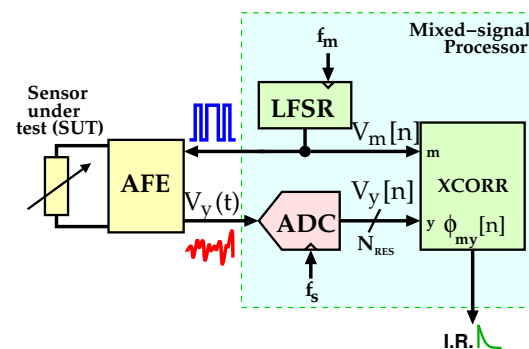 Mixed-signal
Processor
f_m
Sensor
under
test (SUT)
LFSR
V_m[n]
m
AFE
XCORR
V_y(t)
ADC
V_y[n]
y
ϕ_my[n]
N_RES
f_s
I.R.